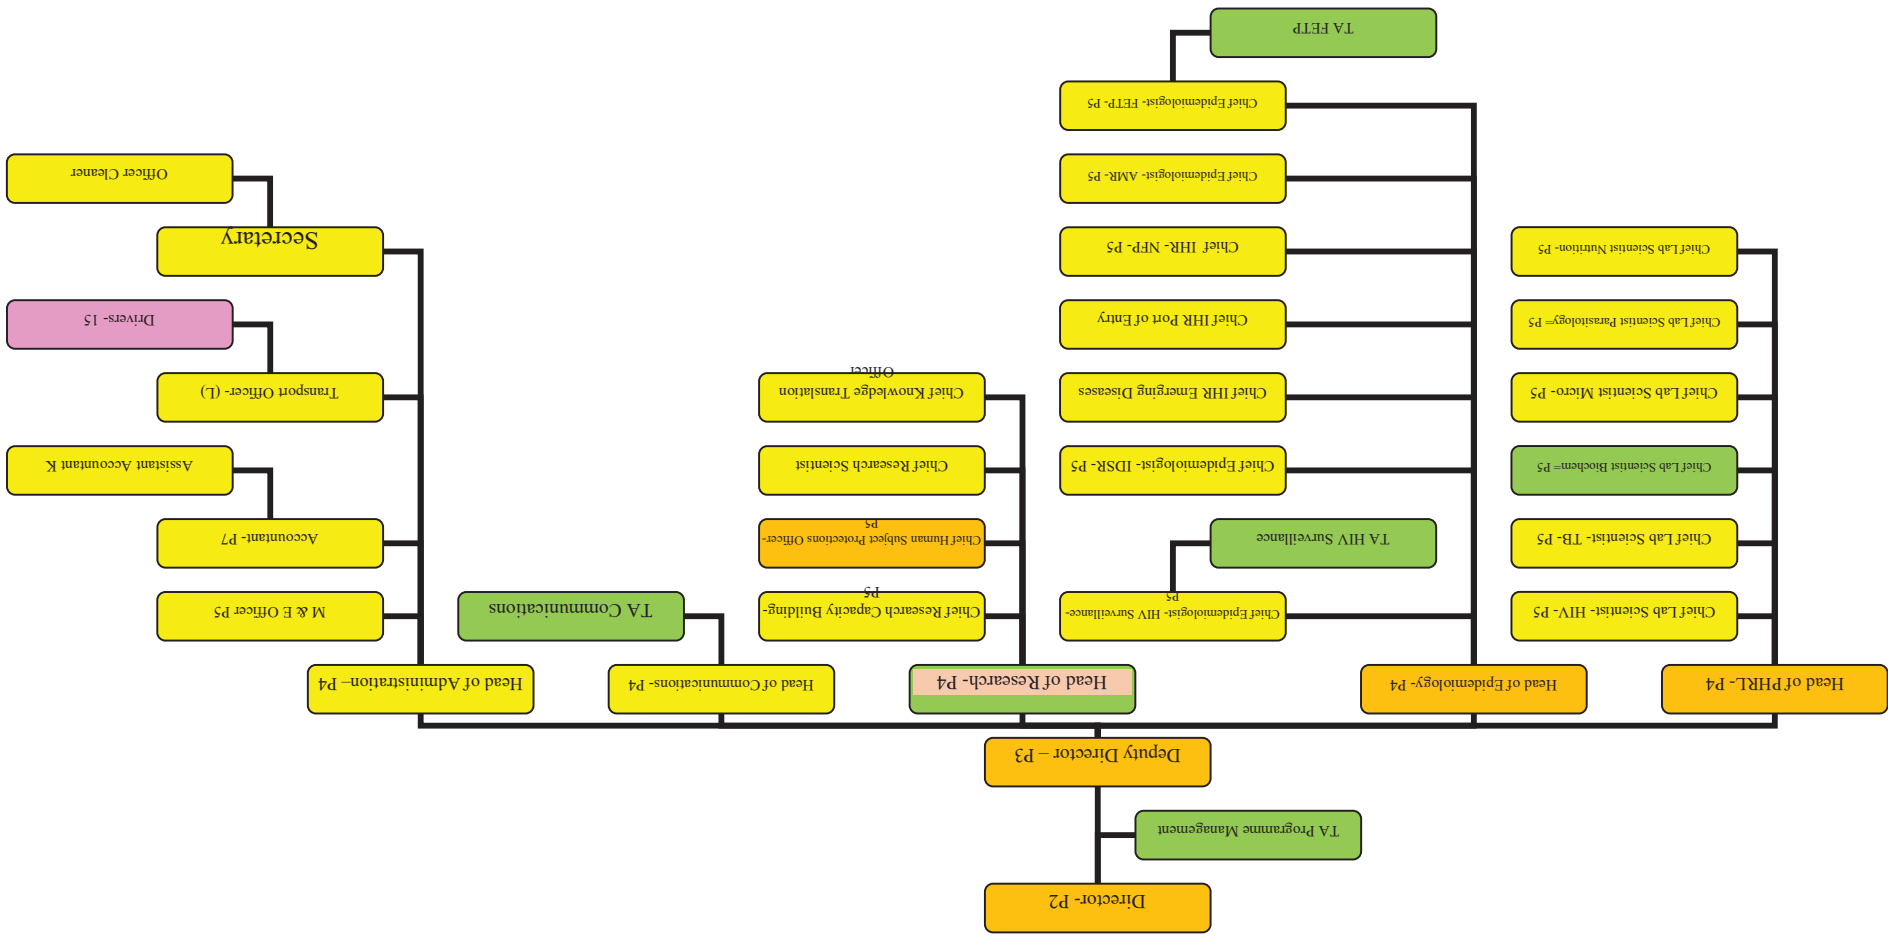 Director- P2
TA Programme Management
Deputy Director – P3
Head of PHRL- P4
Head of Epidemiology- P4
Head of Research- P4
Head of Communications- P4
Head of Administration– P4
Chief Lab Scientist- HIV- P5
Chief Lab Scientist- TB- P5
Chief Lab Scientist Biochem= P5
Chief Lab Scientist Micro- P5
Chief Lab Scientist Parasitology= P5
Chief Lab Scientist Nutrition- P5
Chief Epidemiologist- HIV Surveillance-
P5
TA HIV Surveillance
Chief Epidemiologist- IDSR- P5
Chief IHR Emerging Diseases
Chief IHR Port of Entry
Chief IHR- NFP- P5
Chief Epidemiologist- AMR- P5
Chief Epidemiologist- FETP- P5
TA FETP
Chief Research Capacity Building-
P5
Chief Human Subject Protections Officer-
P5
Chief Research Scientist
Chief Knowledge Translation
Officer
TA Communications
M & E Officer P5
Accountant- P7
Assistant Accountant K
Transport Officer- (L)
Drivers- 15
Secretary
Officer Cleaner